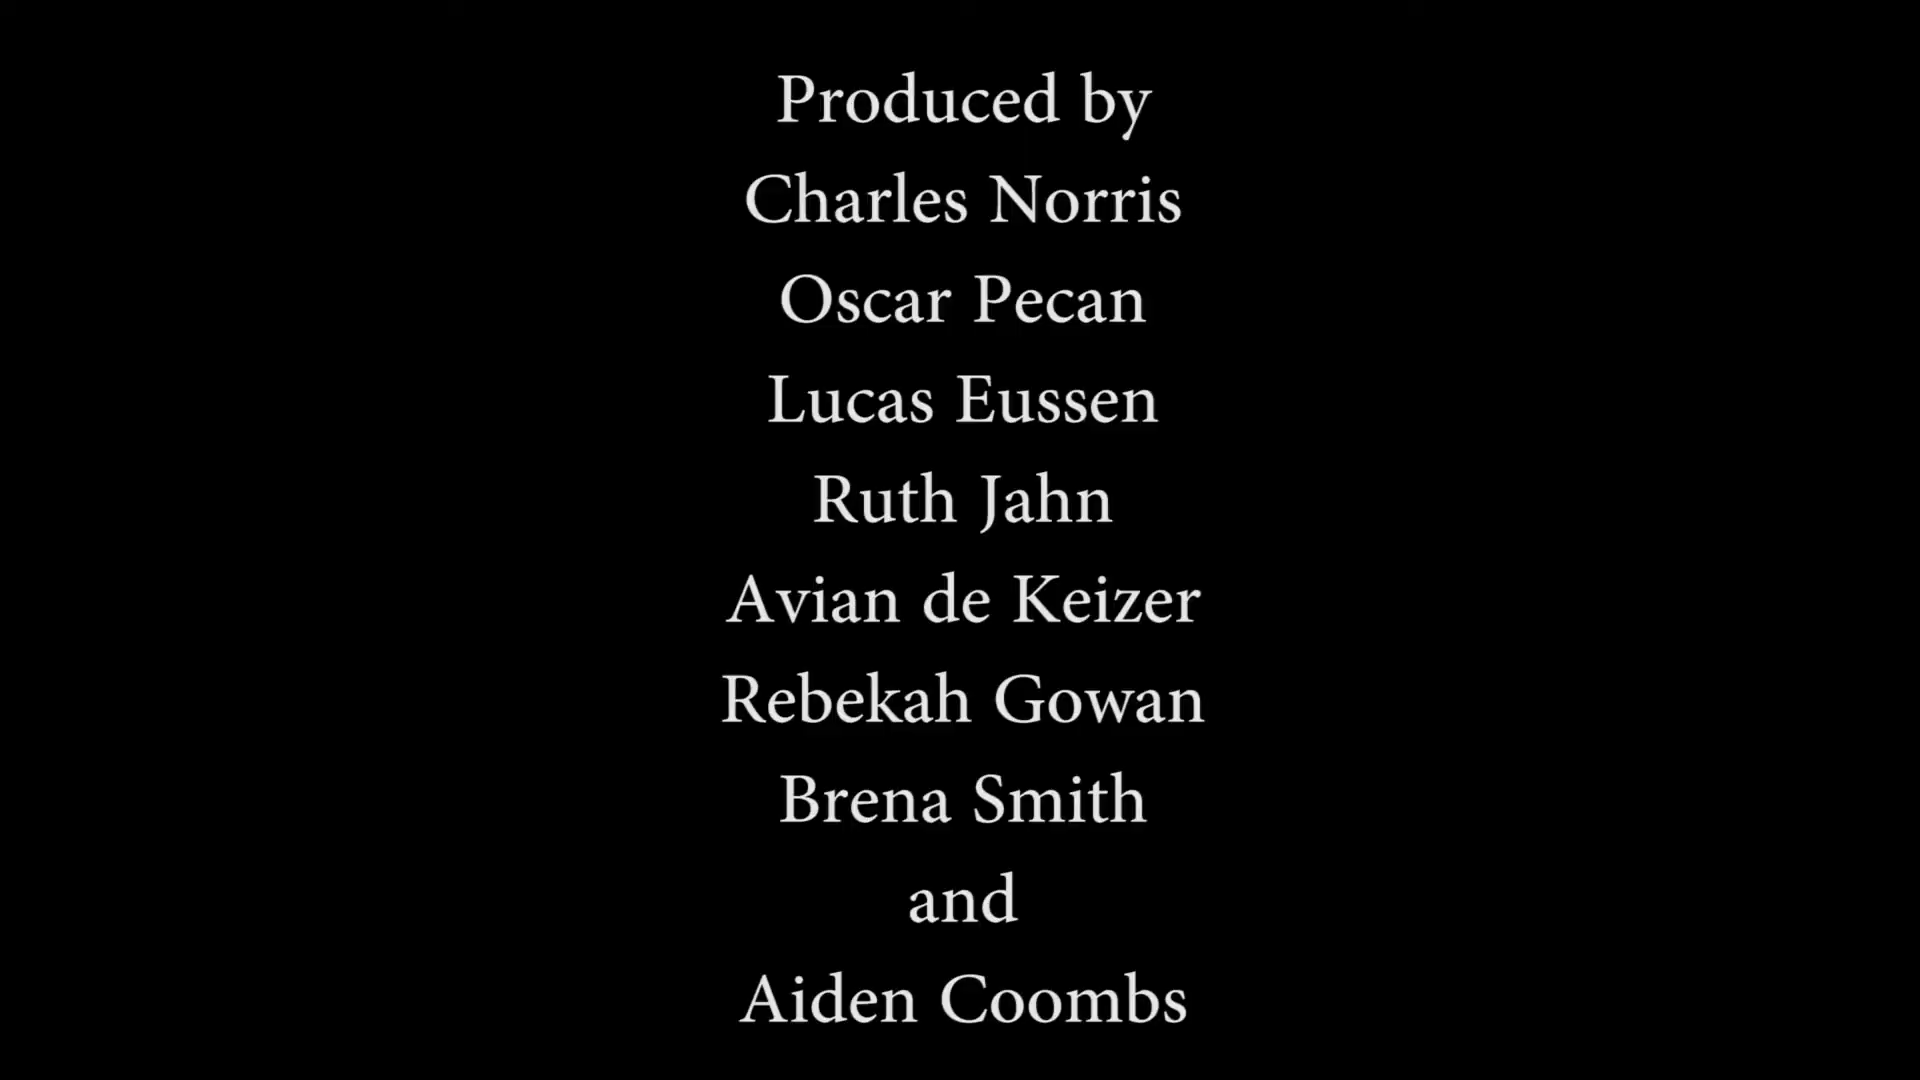 Produced by
Charles Norris
Oscar Pecan
Lucas Eussen
Ruth Jahn
Avian de Keizer
Rebekah Gowan
Brena Smith
and
Aiden Coombs